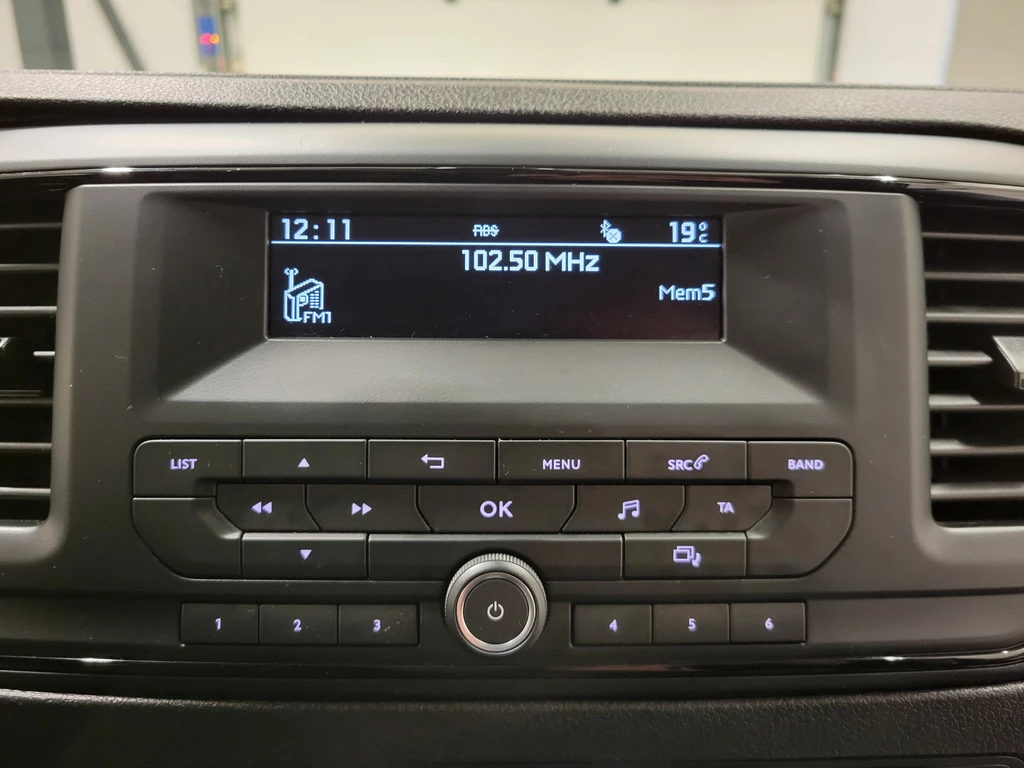 12:11 RDS 19°C
102.50 MHz
Mem5
FM1
LIST MENU SRC BAND
OK TA
1 2 3 4 5 6